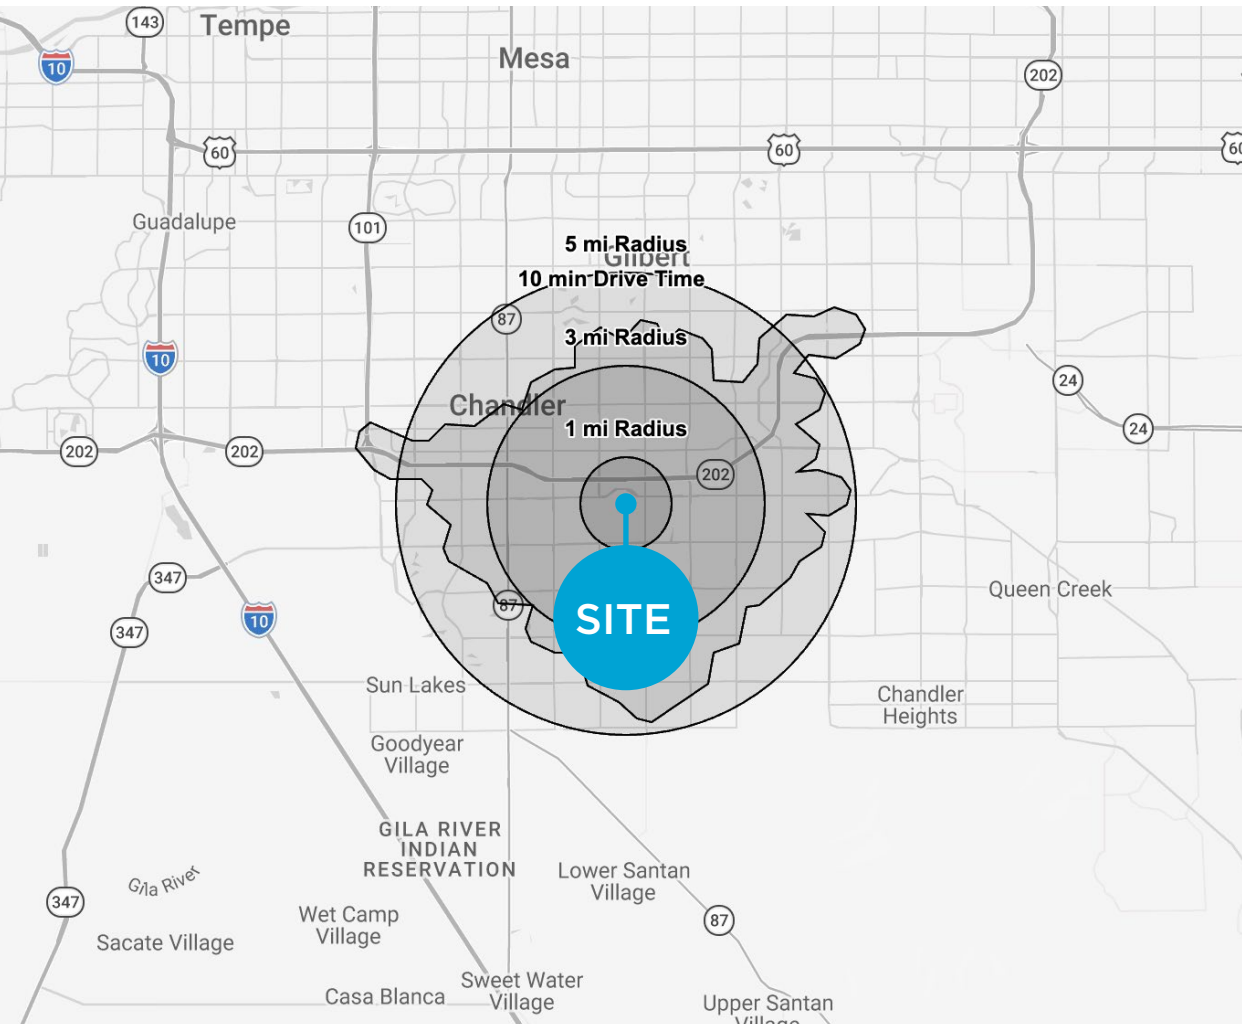 143
Tempe
Mesa
10
202
60
60
60
Guadalupe
101
5 mi Radius
Gilbert
10 min Drive Time
87
3 mi Radius
10
24
Chandler
1 mi Radius
24
202
202
202
347
Queen Creek
87
10
SITE
347
Sun Lakes
Chandler
Heights
Goodyear
Village
GILA RIVER
INDIAN
RESERVATION
Lower Santan
Village
Gila River
347
Wet Camp
Village
87
Sacate Village
Sweet Water
Village
Casa Blanca
Upper Santan
Village